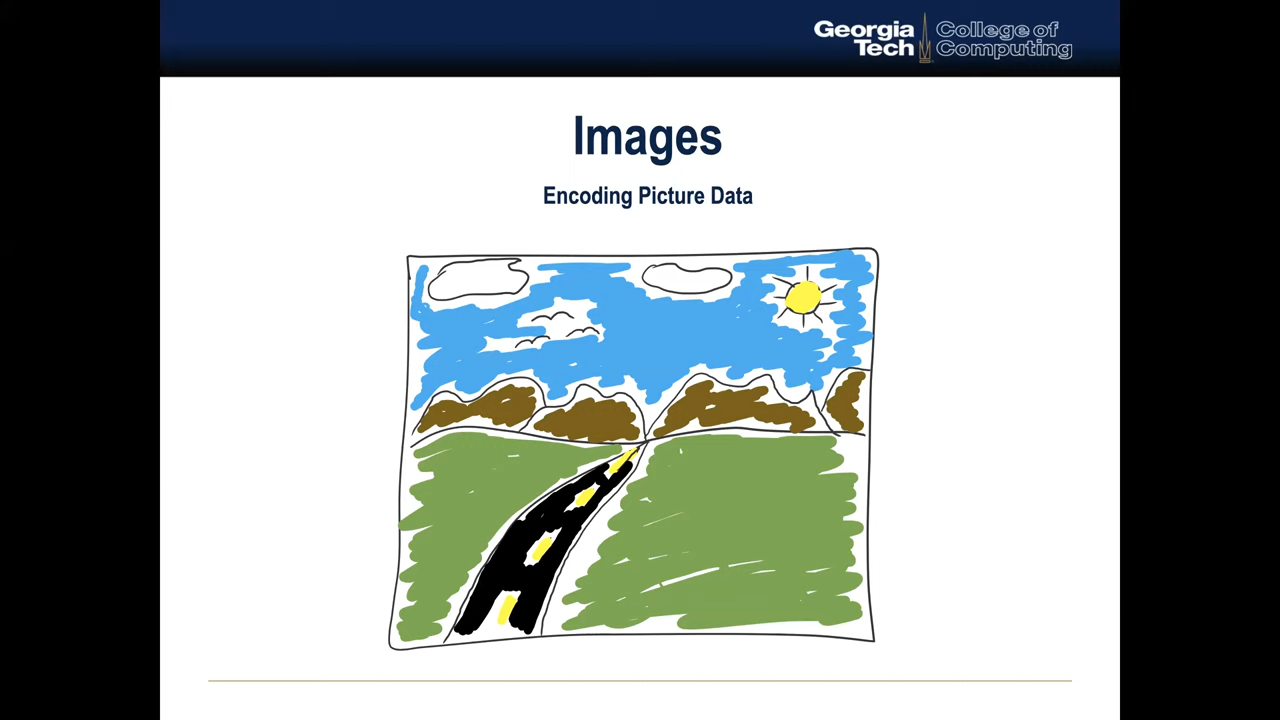 Georgia Tech College of Computing
Images
Encoding Picture Data